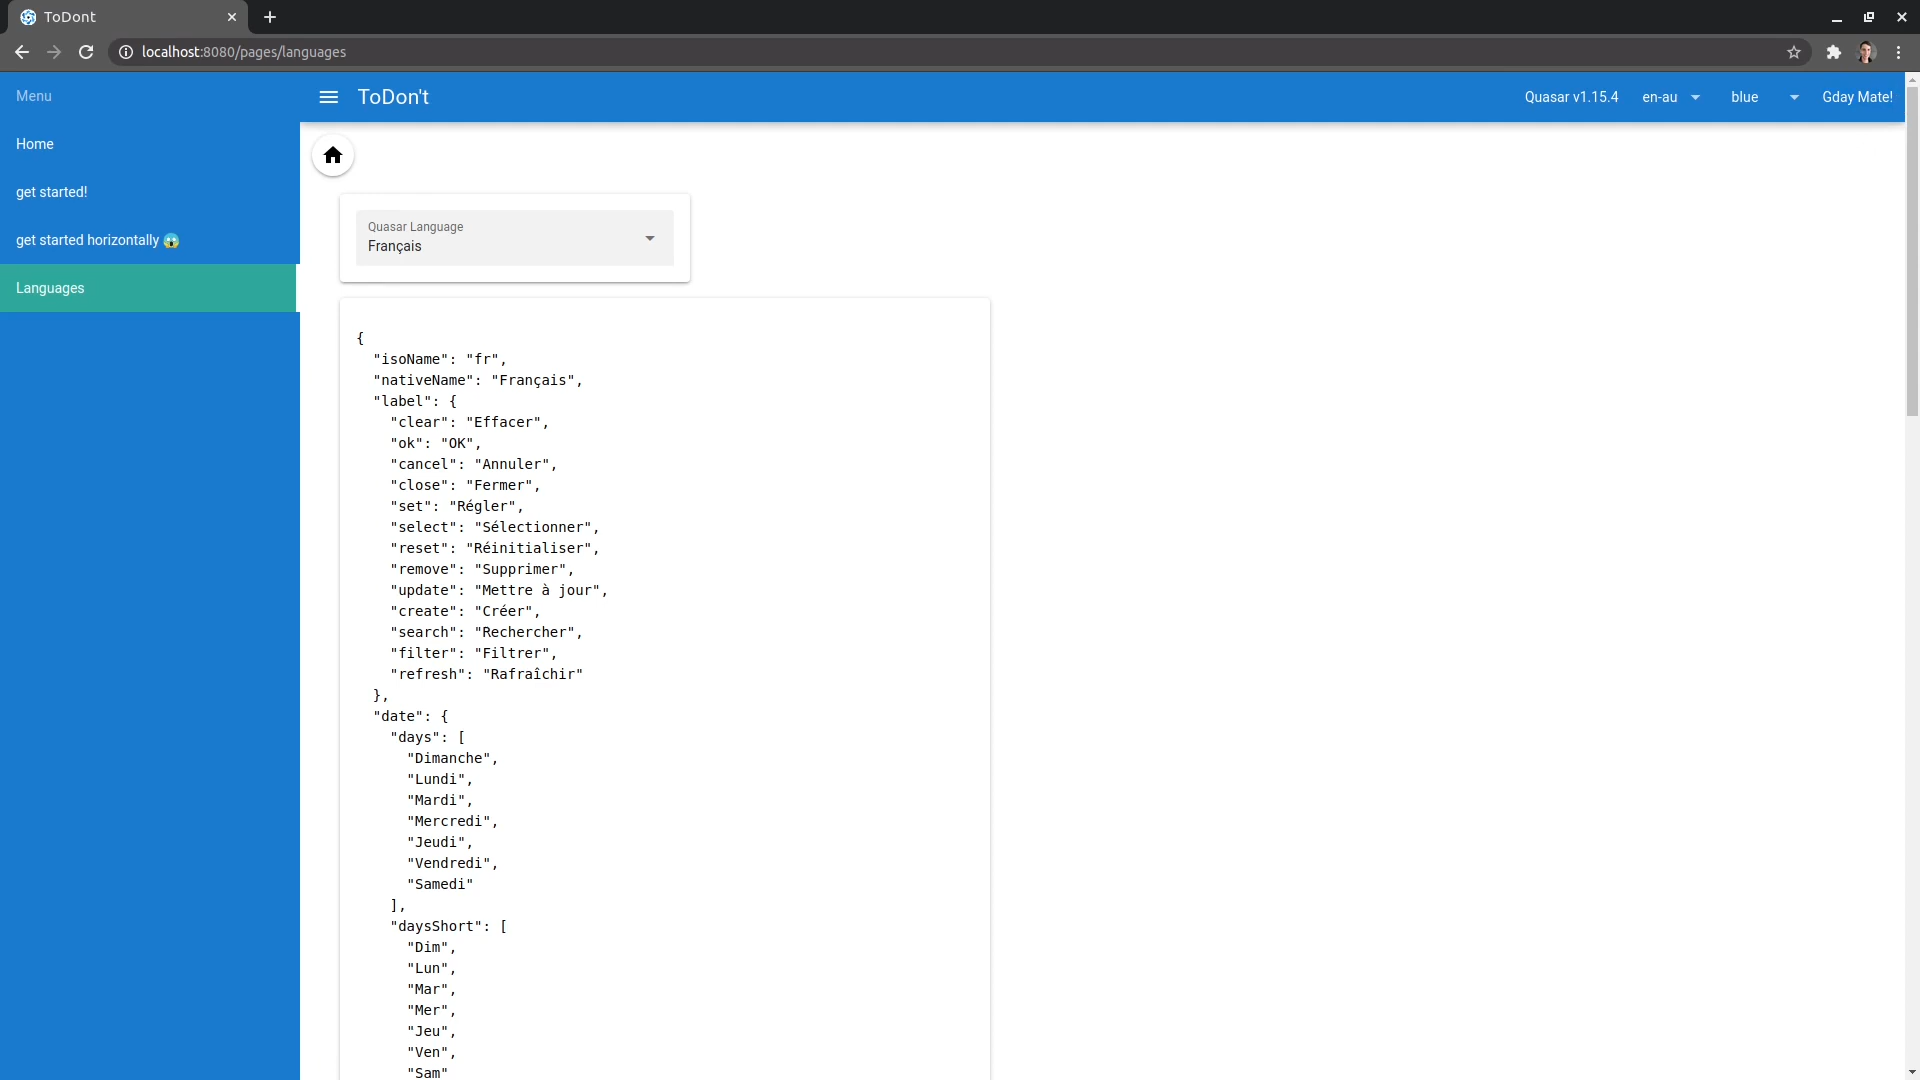 ToDont
localhost:8080/pages/languages
Menu
Home
get started!
get started horizontally 😱
Languages
ToDon't
Quasar v1.15.4
en-au
blue
Gday Mate!
Quasar Language
Français
{
  "isoName": "fr",
  "nativeName": "Français",
  "label": {
    "clear": "Effacer",
    "ok": "OK",
    "cancel": "Annuler",
    "close": "Fermer",
    "set": "Régler",
    "select": "Sélectionner",
    "reset": "Réinitialiser",
    "remove": "Supprimer",
    "update": "Mettre à jour",
    "create": "Créer",
    "search": "Rechercher",
    "filter": "Filtrer",
    "refresh": "Rafraîchir"
  },
  "date": {
    "days": [
      "Dimanche",
      "Lundi",
      "Mardi",
      "Mercredi",
      "Jeudi",
      "Vendredi",
      "Samedi"
    ],
    "daysShort": [
      "Dim",
      "Lun",
      "Mar",
      "Mer",
      "Jeu",
      "Ven",
      "Sam"